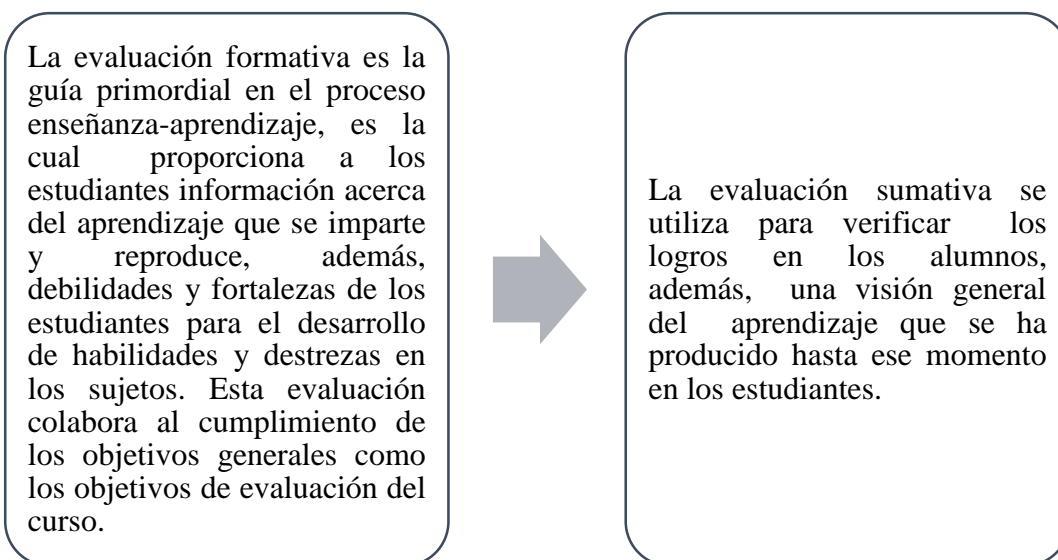 La evaluación formativa es la
guía primordial en el proceso
enseñanza-aprendizaje, es la
cual proporciona a los
estudiantes información acerca
del aprendizaje que se imparte
y reproduce, además,
debilidades y fortalezas de los
estudiantes para el desarrollo
de habilidades y destrezas en
los sujetos. Esta evaluación
colabora al cumplimiento de
los objetivos generales como
los objetivos de evaluación del
curso.
La evaluación sumativa se
utiliza para verificar los
logros en los alumnos,
además, una visión general
del aprendizaje que se ha
producido hasta ese momento
en los estudiantes.